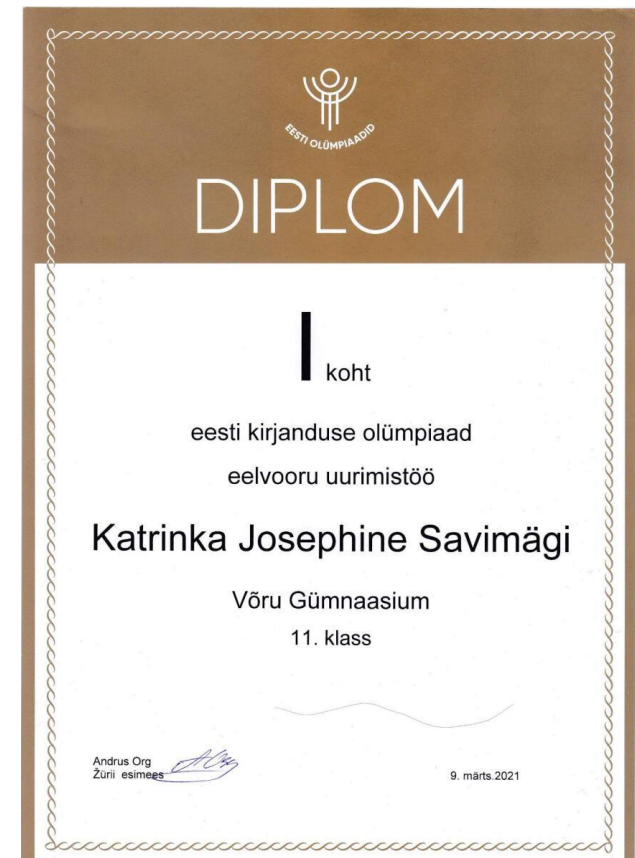 EESTI OLÜMPIAADID
DIPLOM
I koht
eesti kirjanduse olümpiaad
eelvooru uurimistöö
Katrinka Josephine Savimägi
Võru Gümnaasium
11. klass
Andrus Org
Žürii esimees
9. märts.2021